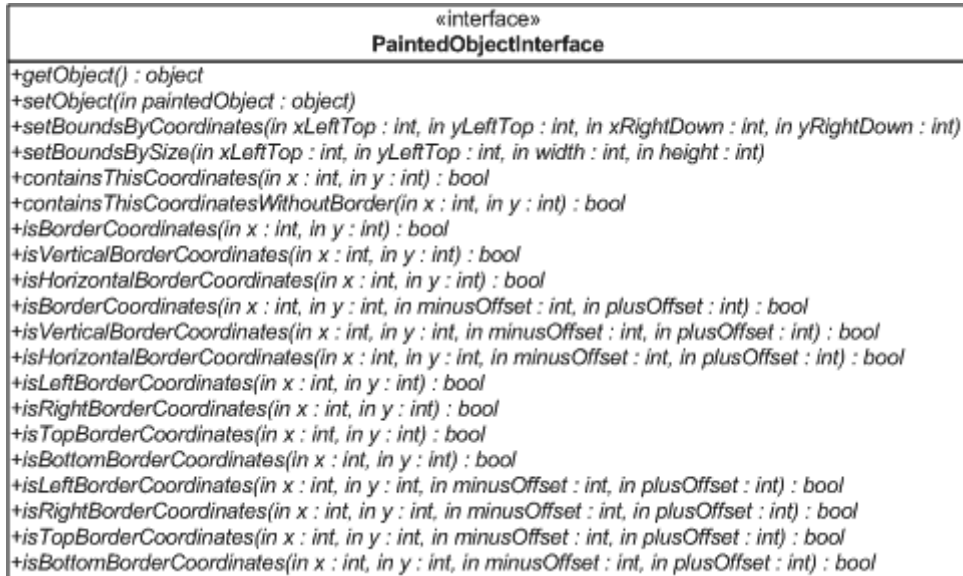 «interface»
PaintedObjectInterface
+getObject() : object
+setObject(in paintedObject : object)
+setBoundsByCoordinates(in xLeftTop : int, in yLeftTop : int, in xRightDown : int, in yRightDown : int)
+setBoundsBySize(in xLeftTop : int, in yLeftTop : int, in width : int, in height : int)
+containsThisCoordinates(in x : int, in y : int) : bool
+containsThisCoordinatesWithoutBorder(in x : int, in y : int) : bool
+isBorderCoordinates(in x : int, in y : int) : bool
+isVerticalBorderCoordinates(in x : int, in y : int) : bool
+isHorizontalBorderCoordinates(in x : int, in y : int) : bool
+isBorderCoordinates(in x : int, in y : int, in minusOffset : int, in plusOffset : int) : bool
+isVerticalBorderCoordinates(in x : int, in y : int, in minusOffset : int, in plusOffset : int) : bool
+isHorizontalBorderCoordinates(in x : int, in y : int, in minusOffset : int, in plusOffset : int) : bool
+isLeftBorderCoordinates(in x : int, in y : int) : bool
+isRightBorderCoordinates(in x : int, in y : int) : bool
+isTopBorderCoordinates(in x : int, in y : int) : bool
+isBottomBorderCoordinates(in x : int, in y : int) : bool
+isLeftBorderCoordinates(in x : int, in y : int, in minusOffset : int, in plusOffset : int) : bool
+isRightBorderCoordinates(in x : int, in y : int, in minusOffset : int, in plusOffset : int) : bool
+isTopBorderCoordinates(in x : int, in y : int, in minusOffset : int, in plusOffset : int) : bool
+isBottomBorderCoordinates(in x : int, in y : int, in minusOffset : int, in plusOffset : int) : bool